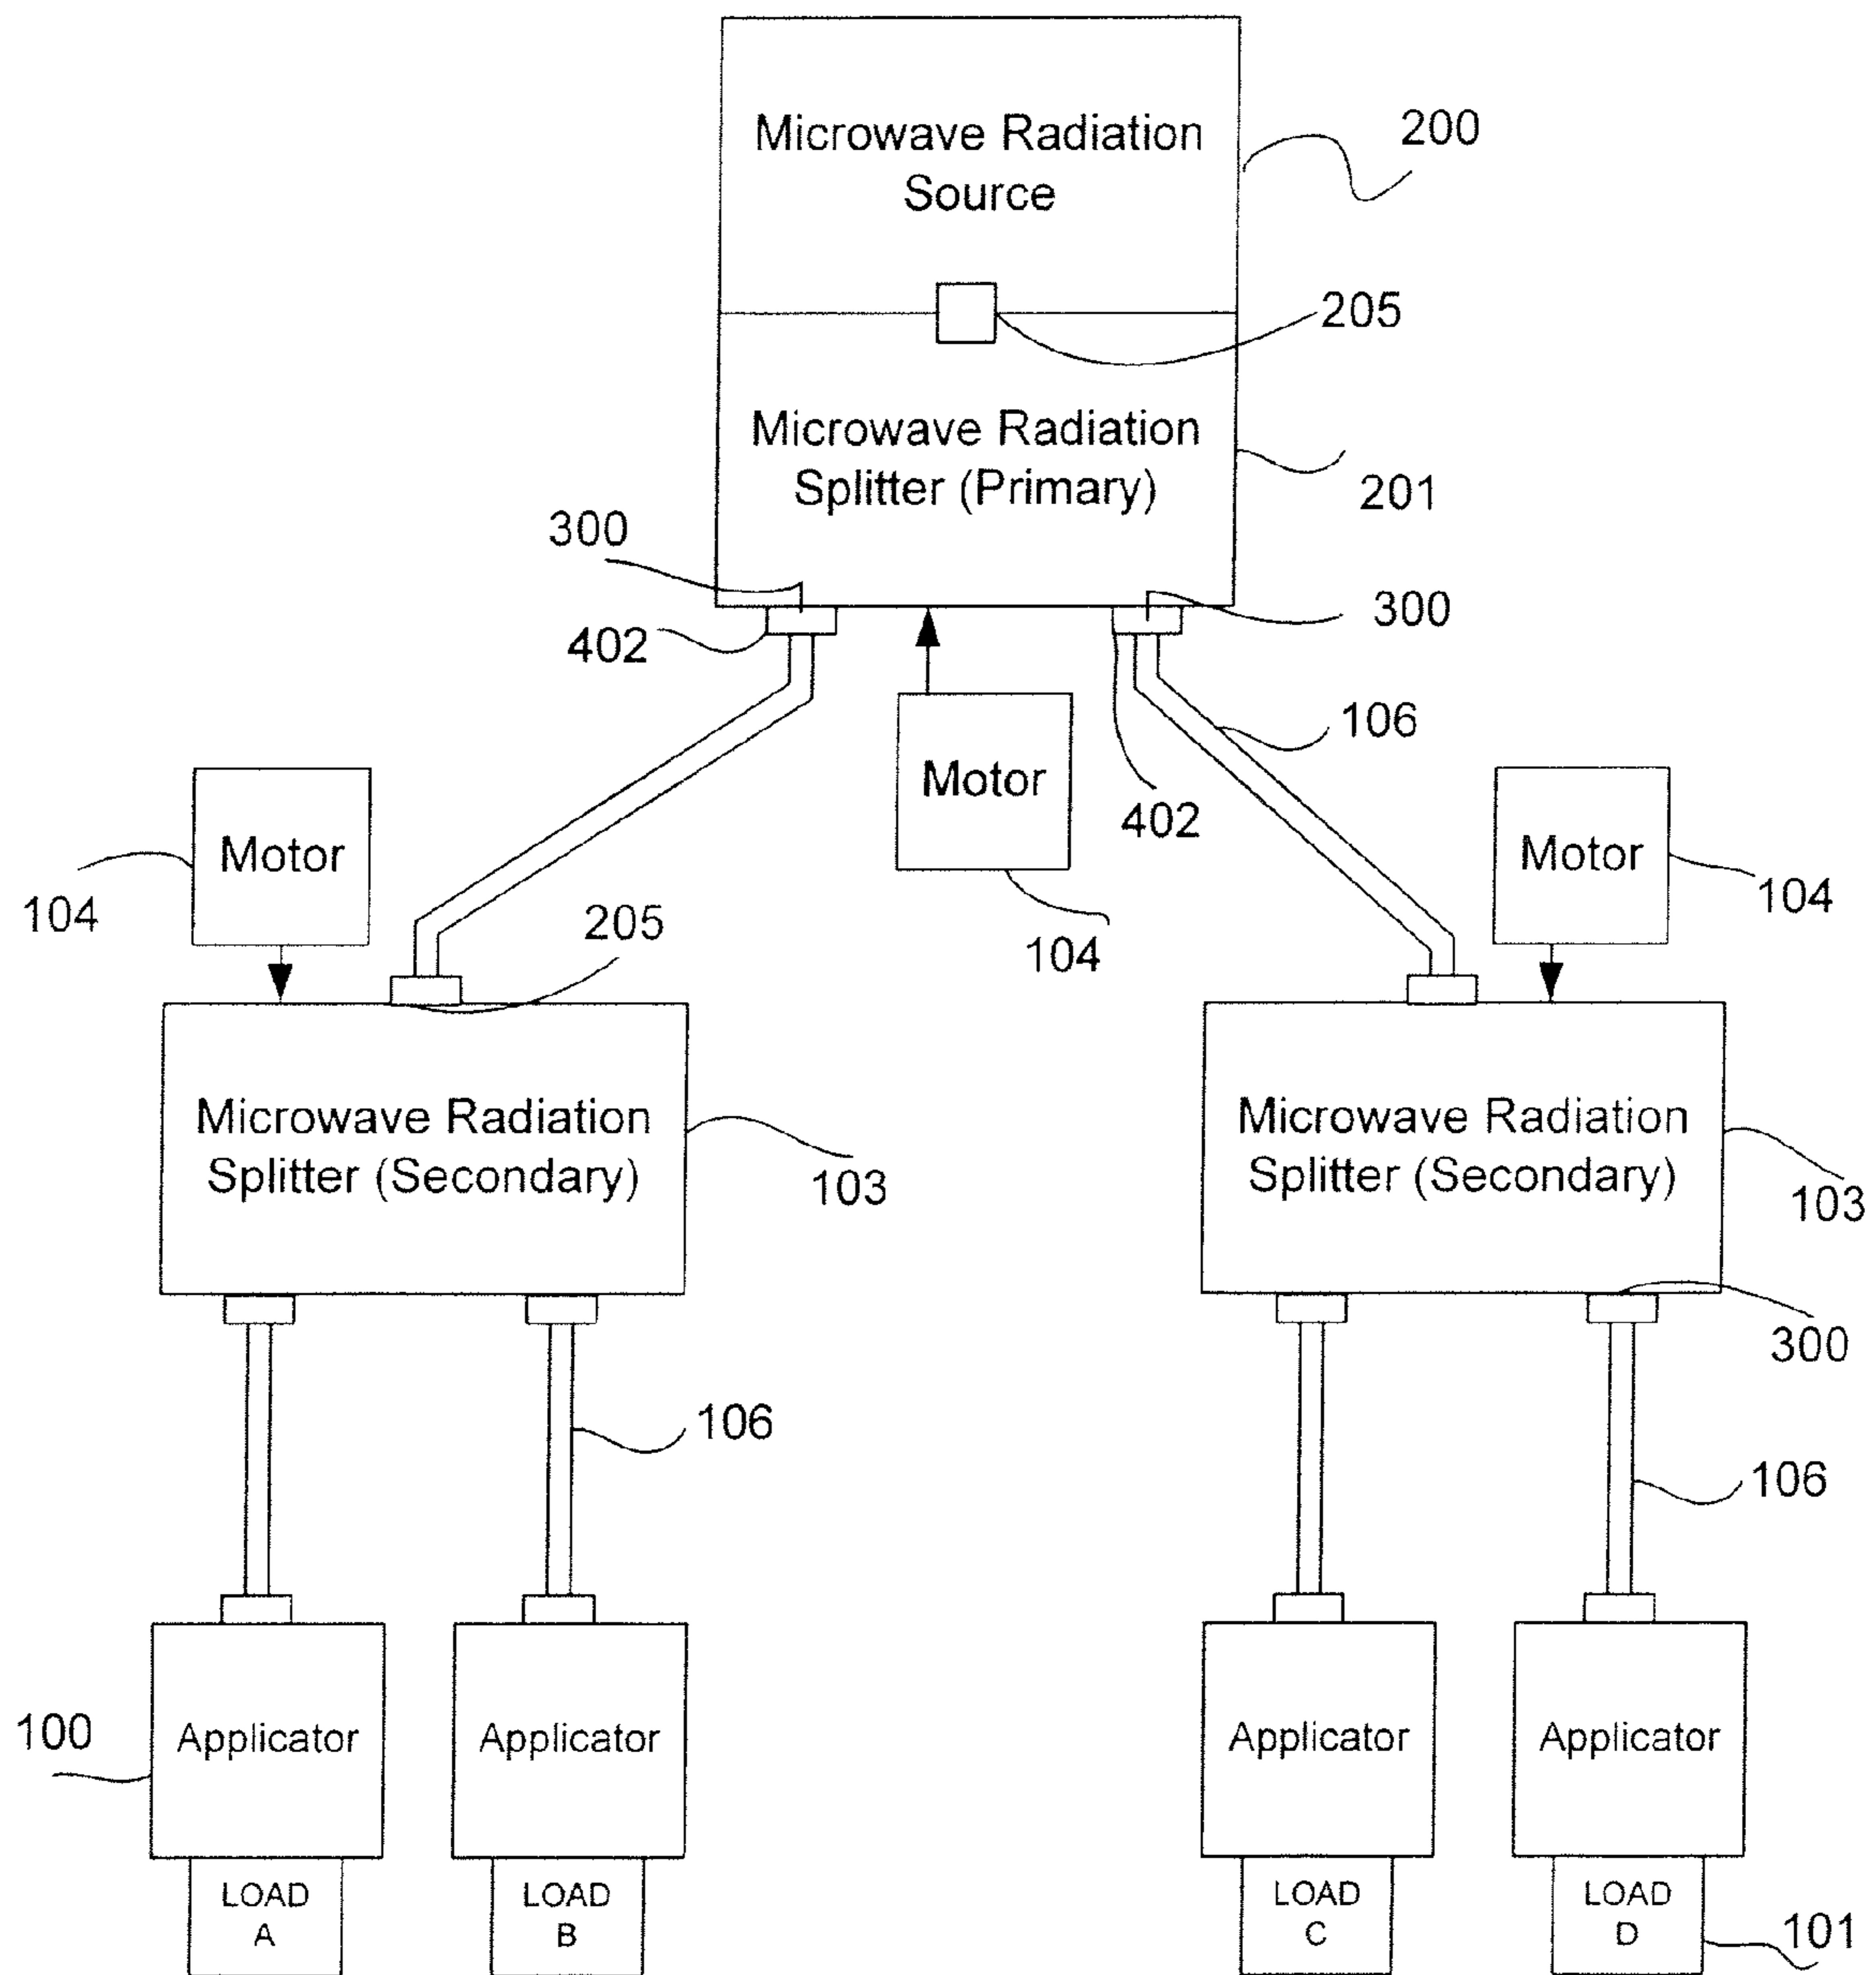 Microwave Radiation
Source
200
205
Microwave Radiation
Splitter (Primary)
201
300
300
402
106
Motor
402
Motor
104
Motor
104
205
104
Microwave Radiation
Splitter (Secondary)
103
Microwave Radiation
Splitter (Secondary)
103
300
106
106
Applicator
Applicator
Applicator
Applicator
100
LOAD
A
LOAD
B
LOAD
C
LOAD
D
101